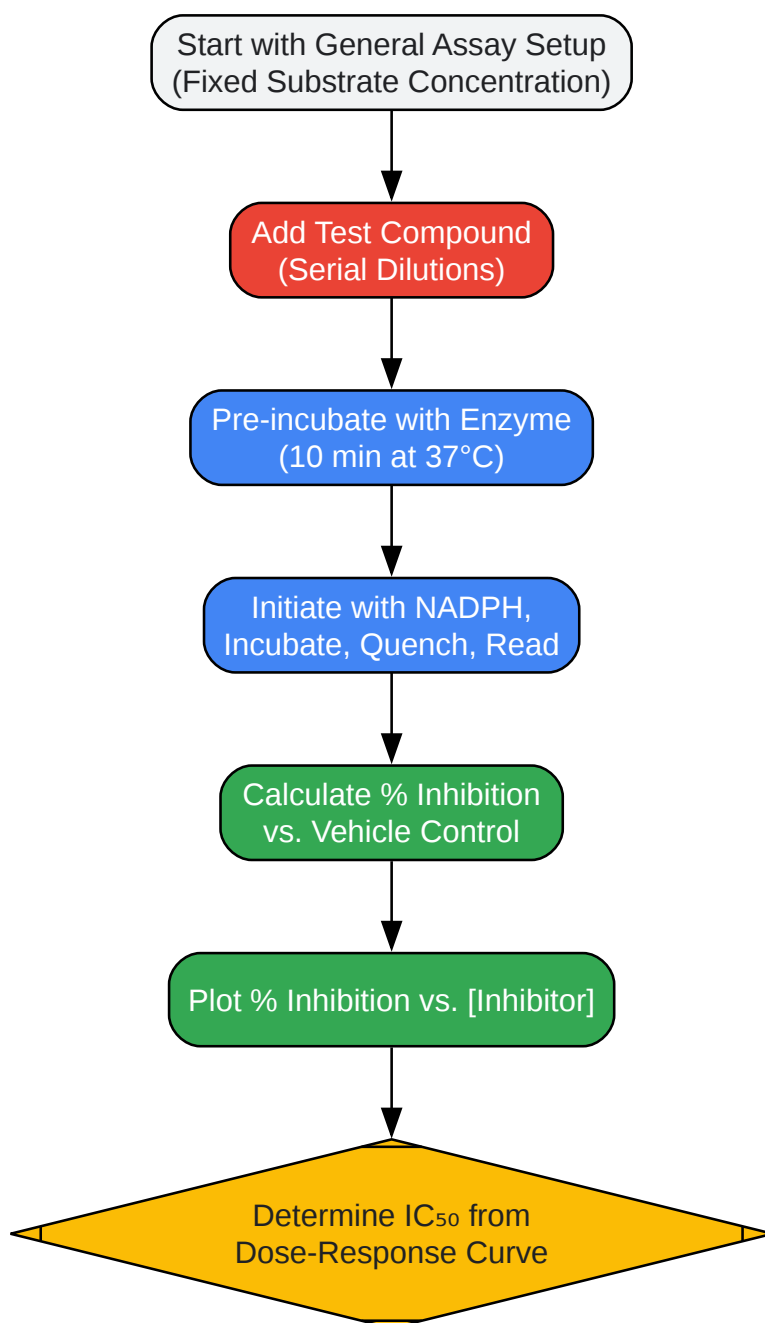 Start with General Assay Setup
(Fixed Substrate Concentration)
Add Test Compound
(Serial Dilutions)
Pre-incubate with Enzyme
(10 min at 37°C)
Initiate with NADPH,
Incubate, Quench, Read
Calculate % Inhibition
vs. Vehicle Control
Plot % Inhibition vs. [Inhibitor]
Determine IC₅₀ from
Dose-Response Curve